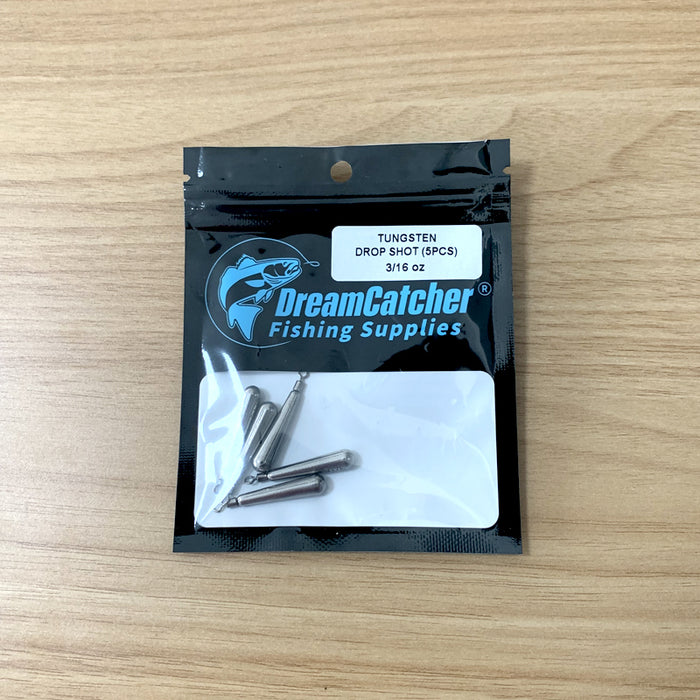 TUNGSTEN
DROP SHOT (5PCS)
3/16 oz
DreamCatcher®
Fishing Supplies